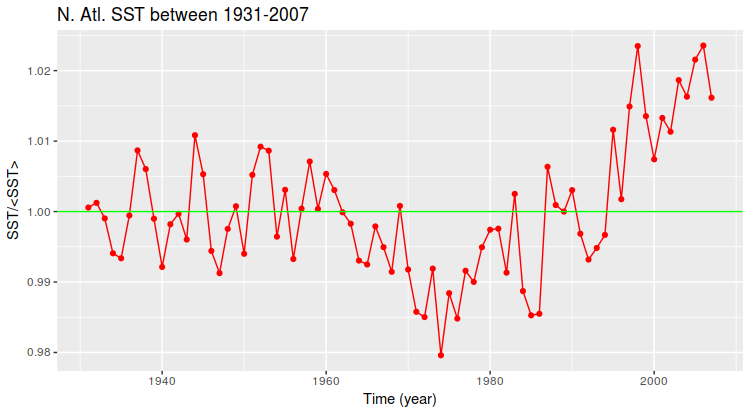 N. Atl. SST between 1931-2007
SST/<SST>
1.02
1.01
1.00
0.99
0.98
1940 1960 1980 2000
Time (year)